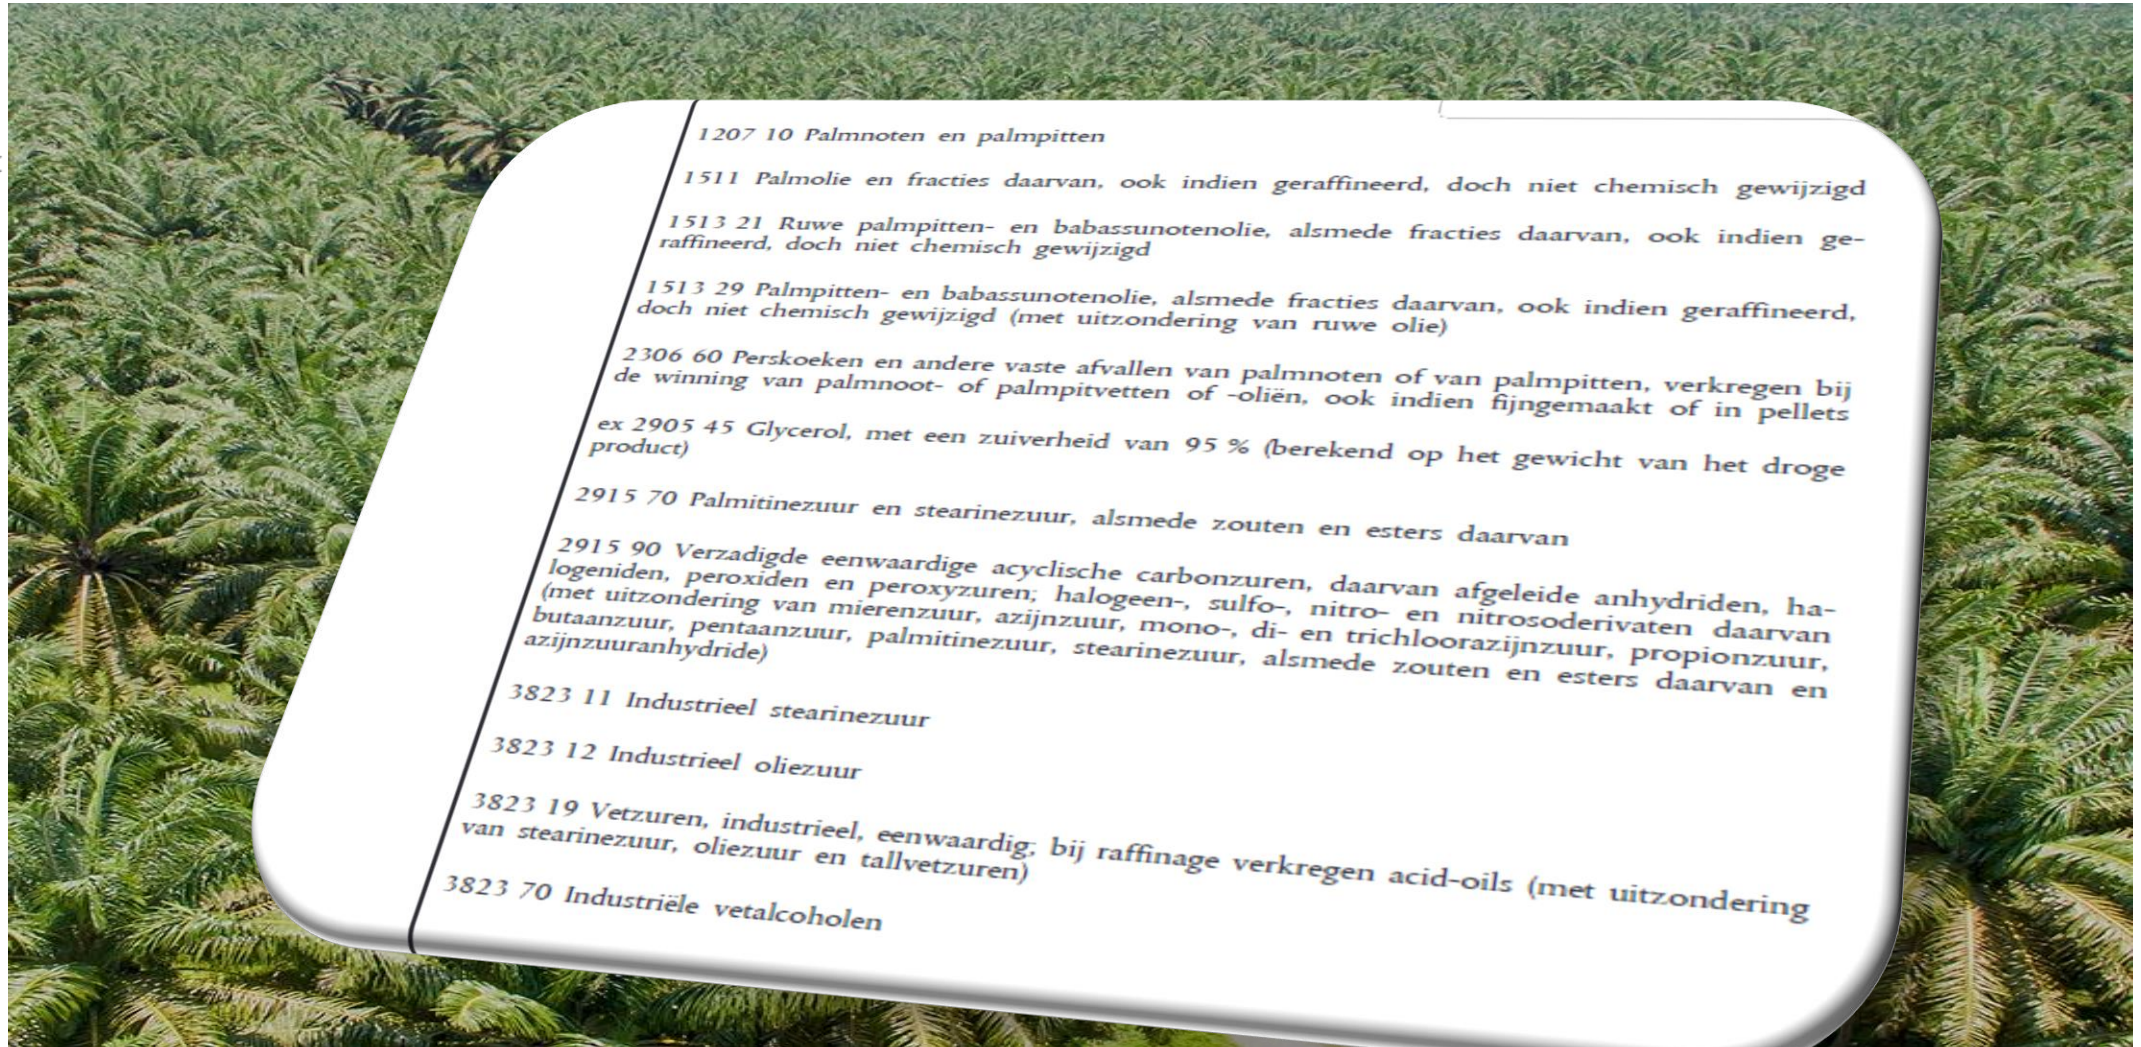 1207 10 Palmnoten en palmpitten
1511 Palmolie en fracties daarvan, ook indien geraffineerd, doch niet chemisch gewijzigd
1513 21 Ruwe palmpitten- en babassunotenolie, alsmede fracties daarvan, ook indien ge-
raffineerd, doch niet chemisch gewijzigd
1513 29 Palmpitten- en babassunotenolie, alsmede fracties daarvan, ook indien geraffineerd,
doch niet chemisch gewijzigd (met uitzondering van ruwe olie)
2306 60 Perskoeken en andere vaste afvallen van palmnoten of van palmpitten, verkregen bij
de winning van palmnoot- of palmpitvetten of -oliën, ook indien fijngemaakt of in pellets
ex 2905 45 Glycerol, met een zuiverheid van 95 % (berekend op het gewicht van het droge
product)
2915 70 Palmitinezuur en stearinezuur, alsmede zouten en esters daarvan
2915 90 Verzadigde eenwaardige acyclische carbonzuren, daarvan afgeleide anhydriden, ha-
logeniden, peroxiden en peroxyzuren; halogeen-, sulfo-, nitro- en nitrosoderivaten daarvan
(met uitzondering van mierenzuur, azijnzuur, mono-, di- en trichloorazijnzuur, propionzuur,
butaanzuur, pentaanzuur, palmitinezuur, stearinezuur, alsmede zouten en esters daarvan en
azijnzuuranhydride)
3823 11 Industrieel stearinezuur
3823 12 Industrieel oliezuur
3823 19 Vetzuren, industrieel, eenwaardig; bij raffinage verkregen acid-oils (met uitzondering
van stearinezuur, oliezuur en tallvetzuren)
3823 70 Industriële vetalcoholen